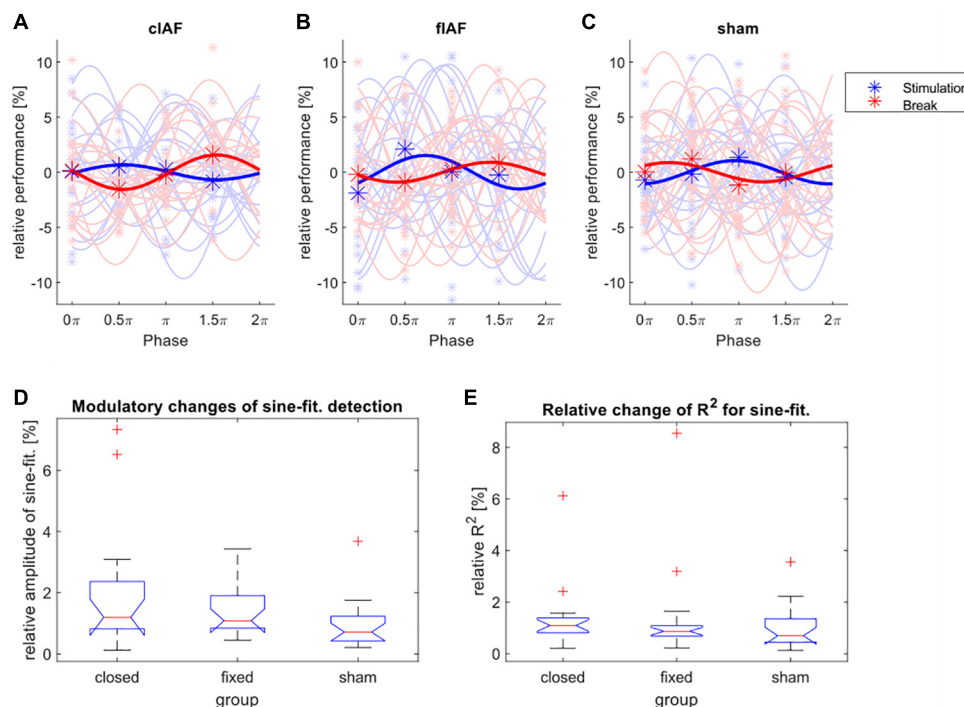 A
clAF
relative performance [%]
10
5
0
-5
-10
0π 0.5π π 1.5π 2π
Phase
B
flAF
relative performance [%]
10
5
0
-5
-10
0π 0.5π π 1.5π 2π
Phase
C
sham
relative performance [%]
10
5
0
-5
-10
0π 0.5π π 1.5π 2π
Phase
Stimulation
Break
D
Modulatory changes of sine-fit. detection
relative amplitude of sine-fit. [%]
6
4
2
0
closed fixed sham
group
E
Relative change of R² for sine-fit.
relative R² [%]
8
6
4
2
0
closed fixed sham
group